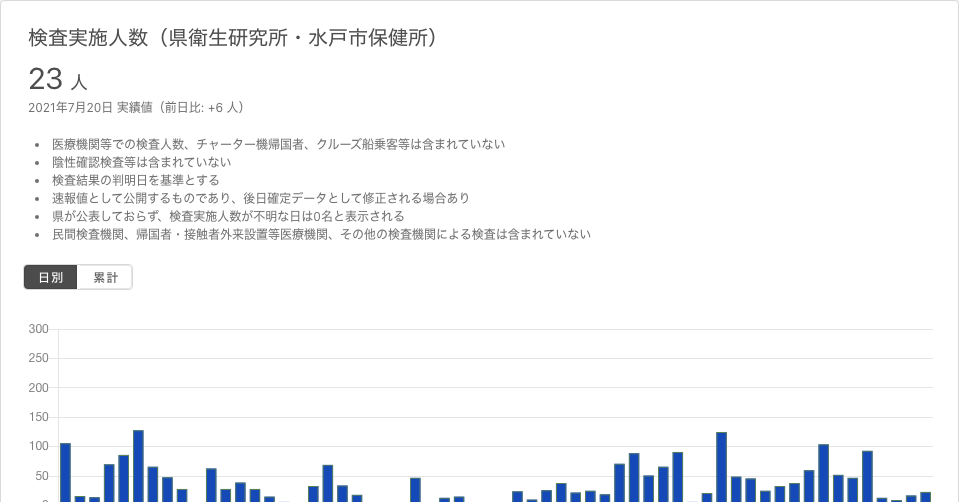 検査実施人数（県衛生研究所・水戸市保健所）
23 人
2021年7月20日 実績値（前日比: +6 人）
• 医療機関等での検査人数、チャーター機帰国者、クルーズ船乗客等は含まれていない
• 陰性確認検査等は含まれていない
• 検査結果の判明日を基準とする
• 速報値として公開するものであり、後日確定データとして修正される場合あり
• 県が公表しておらず、検査実施人数が不明な日は0名と表示される
• 民間検査機関、帰国者・接触者外来設置等医療機関、その他の検査機関による検査は含まれていない
日別 累計
300
250
200
150
100
50